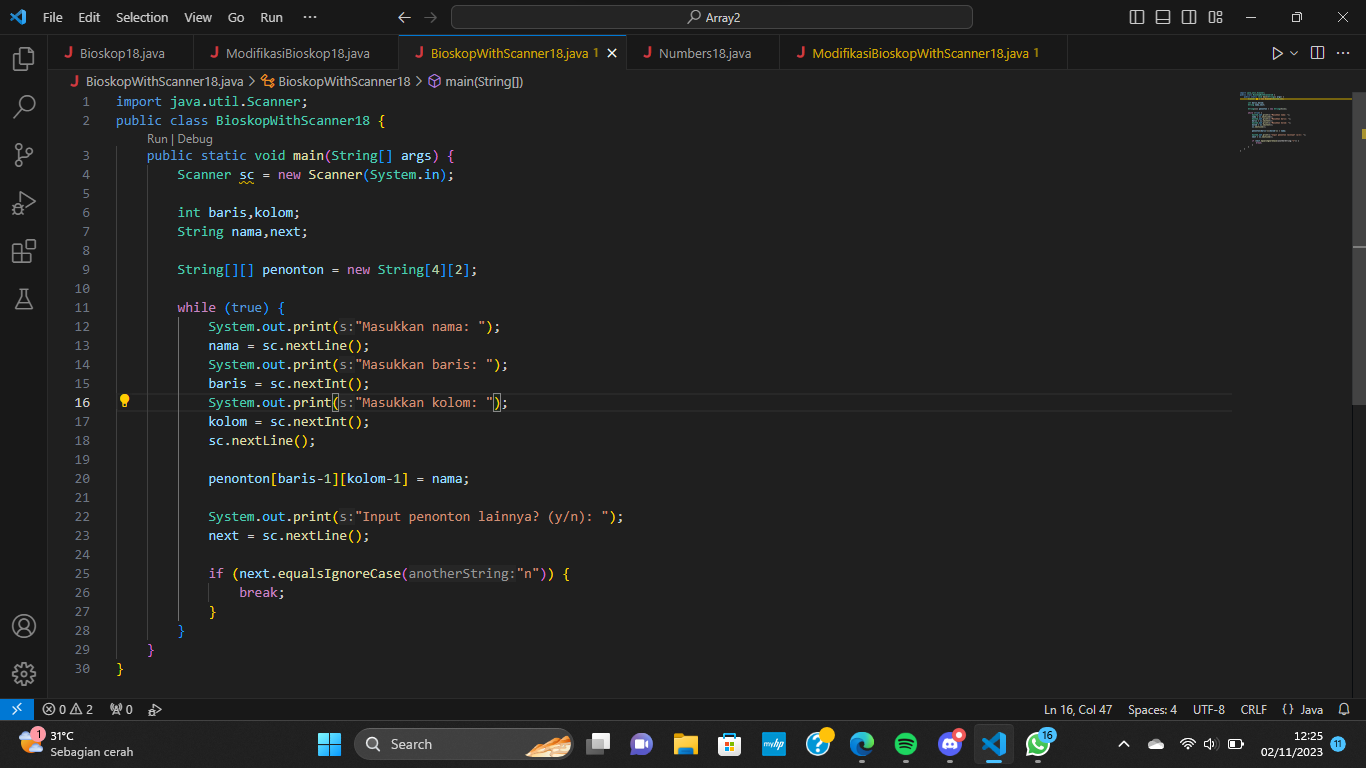 File Edit Selection View Go Run ··· Array2
Bioskop18.java ModifikasiBioskop18.java BioskopWithScanner18.java 1 Numbers18.java ModifikasiBioskopWithScanner18.java 1
BioskopWithScanner18.java > BioskopWithScanner18 > main(String[])
1 import java.util.Scanner;
2 public class BioskopWithScanner18 {
Run | Debug
3 public static void main(String[] args) {
4 Scanner sc = new Scanner(System.in);
5
6 int baris,kolom;
7 String nama,next;
8
9 String[][] penonton = new String[4][2];
10
11 while (true) {
12 System.out.print(s:"Masukkan nama: ");
13 nama = sc.nextLine();
14 System.out.print(s:"Masukkan baris: ");
15 baris = sc.nextInt();
16 System.out.print(s:"Masukkan kolom: ");
17 kolom = sc.nextInt();
18 sc.nextLine();
19
20 penonton[baris-1][kolom-1] = nama;
21
22 System.out.print(s:"Input penonton lainnya? (y/n): ");
23 next = sc.nextLine();
24
25 if (next.equalsIgnoreCase(anotherString:"n")) {
26 break;
27 }
28 }
29 }
30 }
0 2 0 Ln 16, Col 47 Spaces: 4 UTF-8 CRLF {} Java
1 31°C
Sebagian cerah
Search
myhp
16
12:25
02/11/2023
11